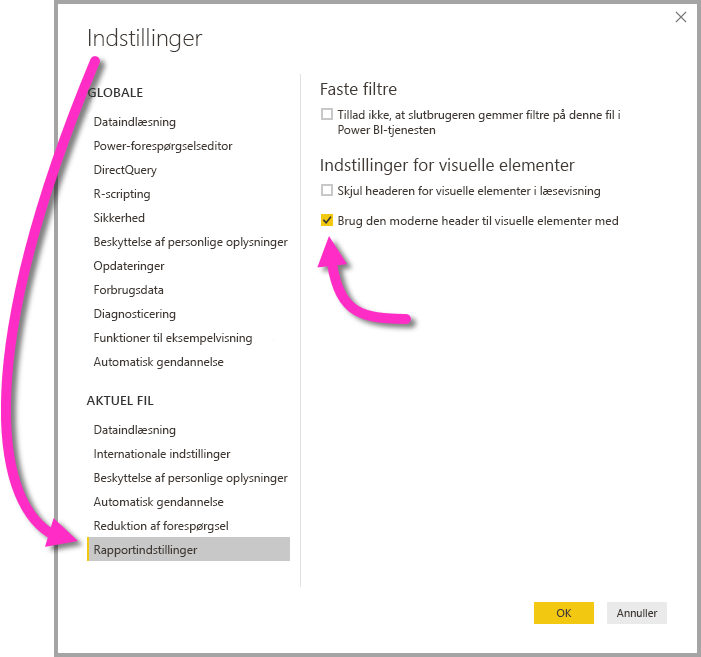 Indstillinger
GLOBALE
Dataindlæsning
Power-forespørgselseditor
DirectQuery
R-scripting
Sikkerhed
Beskyttelse af personlige oplysninger
Opdateringer
Forbrugsdata
Diagnosticering
Funktioner til eksempelvisning
Automatisk gendannelse
AKTUEL FIL
Dataindlæsning
Internationale indstillinger
Beskyttelse af personlige oplysninger
Automatisk gendannelse
Reduktion af forespørgsel
Rapportindstillinger
Faste filtre
Tillad ikke, at slutbrugeren gemmer filtre på denne fil i
Power BI-tjenesten
Indstillinger for visuelle elementer
Skjul headeren for visuelle elementer i læsevisning
Brug den moderne header til visuelle elementer med
OK
Annuller